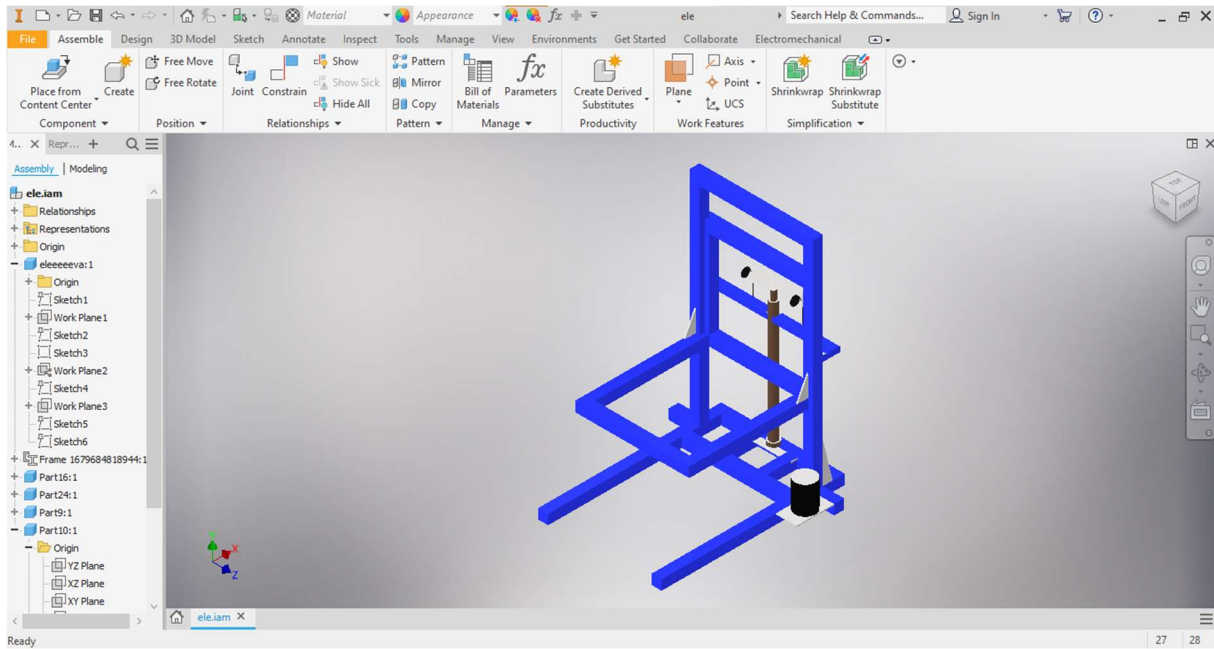 Material
Appearance
ele
Search Help & Commands...
Sign In
File
Assemble
Design
3D Model
Sketch
Annotate
Inspect
Tools
Manage
View
Environments
Get Started
Collaborate
Electromechanical
Place from
Content Center
Create
Free Move
Free Rotate
Component
Position
Joint
Constrain
Show
Show Sick
Hide All
Relationships
Pattern
Mirror
Copy
Pattern
Bill of
Materials
Parameters
Manage
Create Derived
Substitutes
Productivity
Plane
Axis
Point
UCS
Work Features
Shrinkwrap
Shrinkwrap
Substitute
Simplification
Repr...
Assembly
Modeling
ele.iam
Relationships
Representations
Origin
eleeeeeva:1
Origin
Sketch1
Work Plane1
Sketch2
Sketch3
Work Plane2
Sketch4
Work Plane3
Sketch5
Sketch6
Frame 1679684818944:1
Part16:1
Part24:1
Part9:1
Part10:1
Origin
YZ Plane
XZ Plane
XY Plane
TOP
FRONT
X
Z
ele.iam
Ready
27 28